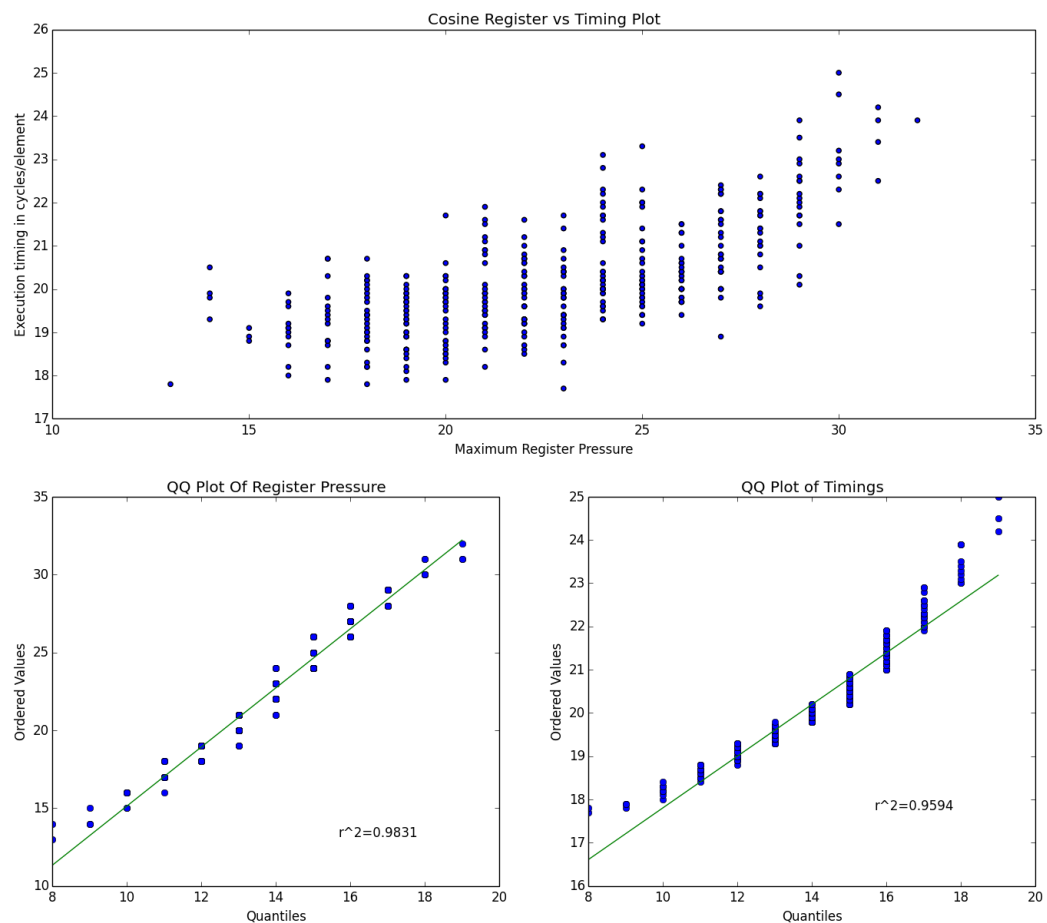 Cosine Register vs Timing Plot
26
25
24
23
22
21
20
19
18
17
Execution timing in cycles/element
10 15 20 25 30 35
Maximum Register Pressure
QQ Plot Of Register Pressure
35
30
25
20
15
10
Ordered Values
r^2=0.9831
8 10 12 14 16 18 20
Quantiles
QQ Plot of Timings
25
24
23
22
21
20
19
18
17
16
Ordered Values
r^2=0.9594
8 10 12 14 16 18 20
Quantiles